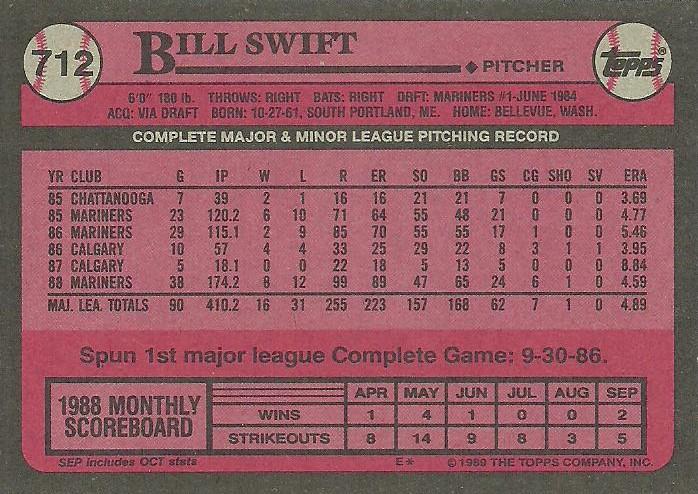 712
BILL SWIFT
PITCHER
Topps®
6'0" 180 lb. THROWS: RIGHT BATS: RIGHT DRFT: MARINERS #1-JUNE 1984
ACQ: VIA DRAFT BORN: 10-27-61, SOUTH PORTLAND, ME. HOME: BELLEVUE, WASH.
COMPLETE MAJOR & MINOR LEAGUE PITCHING RECORD
YR CLUB G IP W L R ER SO BB GS CG SHO SV ERA
85 CHATTANOOGA 7 39 2 1 16 16 21 21 7 0 0 0 3.69
85 MARINERS 23 120.2 6 10 71 64 55 48 21 0 0 0 4.77
86 MARINERS 29 115.1 2 9 85 70 55 55 17 1 0 0 5.46
86 CALGARY 10 57 4 4 33 25 29 22 8 3 1 1 3.95
87 CALGARY 5 18.1 0 0 22 18 5 13 5 0 0 0 8.84
88 MARINERS 38 174.2 8 12 99 89 47 65 24 6 1 0 4.59
MAJ. LEA. TOTALS 90 410.2 16 31 255 223 157 168 62 7 1 0 4.89
Spun 1st major league Complete Game: 9-30-86.
1988 MONTHLY SCOREBOARD
APR MAY JUN JUL AUG SEP
WINS 1 4 1 0 0 2
STRIKEOUTS 8 14 9 8 3 5
SEP includes OCT stats
E*
© 1989 THE TOPPS COMPANY, INC.